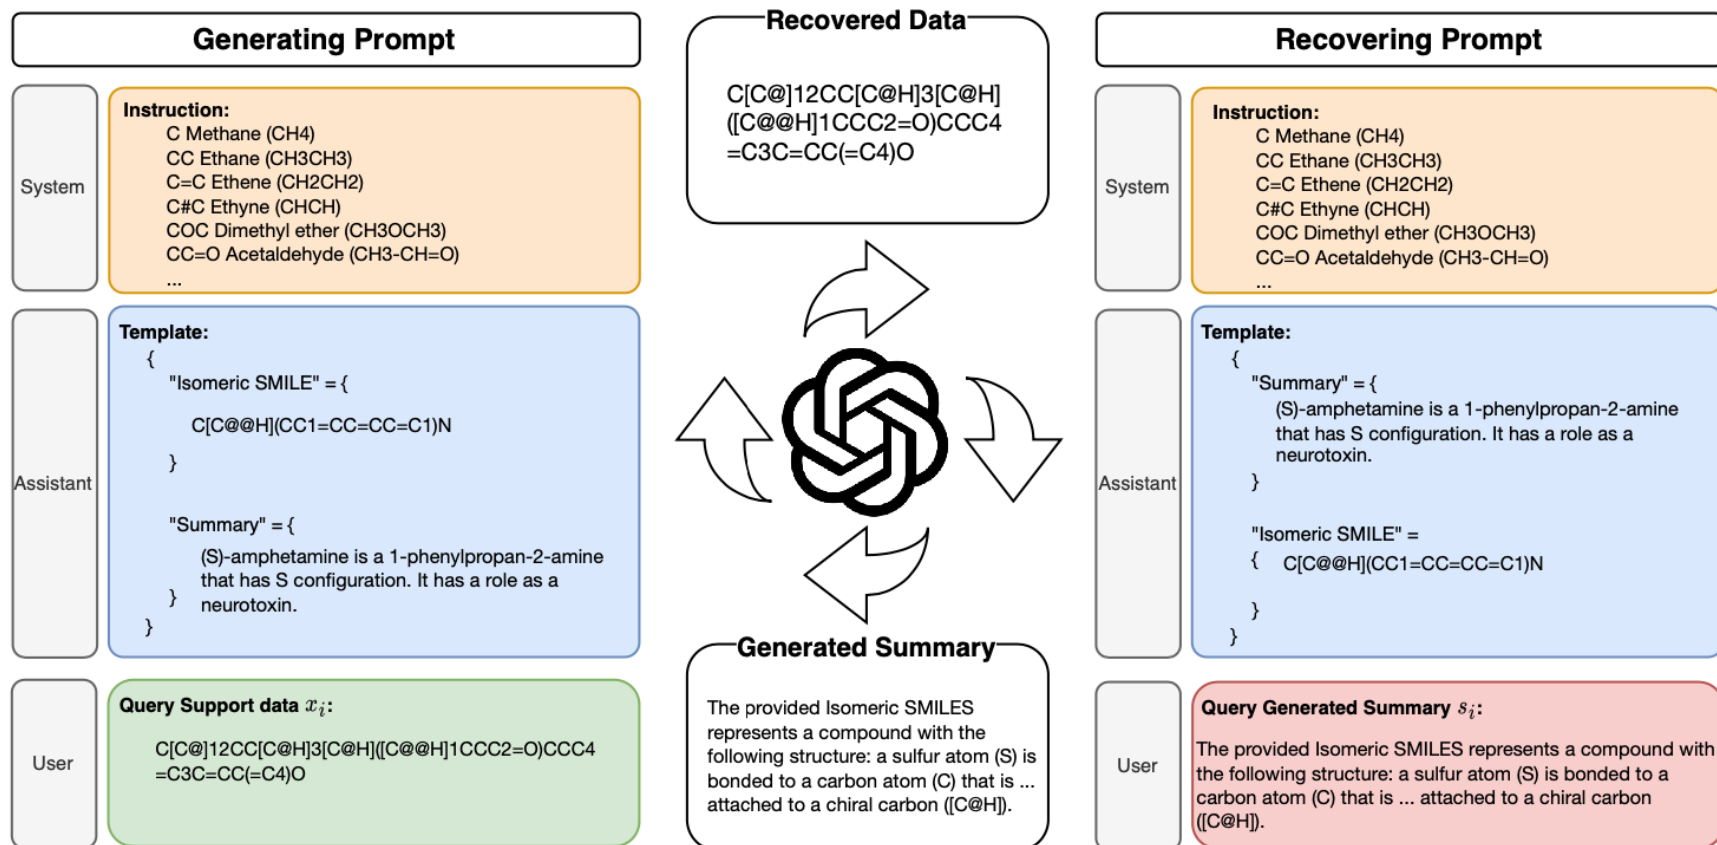 Generating Prompt
System
Instruction:
C Methane (CH4)
CC Ethane (CH3CH3)
C=C Ethene (CH2CH2)
C#C Ethyne (CHCH)
COC Dimethyl ether (CH3OCH3)
CC=O Acetaldehyde (CH3-CH=O)
...
Assistant
Template:
{
"Isomeric SMILE" = {
C[C@@H](CC1=CC=CC=C1)N
}
"Summary" = {
(S)-amphetamine is a 1-phenylpropan-2-amine
that has S configuration. It has a role as a
neurotoxin.
}
}
User
Query Support data x_i:
C[C@]12CC[C@H]3[C@H]([C@@H]1CCC2=O)CCC4
=C3C=CC(=C4)O
Recovered Data
C[C@]12CC[C@H]3[C@H]
([C@@H]1CCC2=O)CCC4
=C3C=CC(=C4)O
Generated Summary
The provided Isomeric SMILES
represents a compound with the
following structure: a sulfur atom (S) is
bonded to a carbon atom (C) that is ...
attached to a chiral carbon ([C@H]).
Recovering Prompt
System
Instruction:
C Methane (CH4)
CC Ethane (CH3CH3)
C=C Ethene (CH2CH2)
C#C Ethyne (CHCH)
COC Dimethyl ether (CH3OCH3)
CC=O Acetaldehyde (CH3-CH=O)
...
Assistant
Template:
{
"Summary" = {
(S)-amphetamine is a 1-phenylpropan-2-amine
that has S configuration. It has a role as a
neurotoxin.
}
"Isomeric SMILE" =
{ C[C@@H](CC1=CC=CC=C1)N
}
}
User
Query Generated Summary s_i:
The provided Isomeric SMILES represents a compound with
the following structure: a sulfur atom (S) is bonded to a
carbon atom (C) that is ... attached to a chiral carbon
([C@H]).